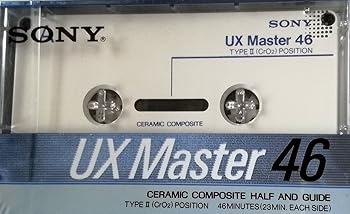 SONY®
SONY
UX Master 46
TYPE II (CrO2) POSITION
CERAMIC COMPOSITE
UX Master 46
CERAMIC COMPOSITE HALF AND GUIDE
TYPE II (CrO2) POSITION 46MINUTES (23MIN. EACH SIDE)